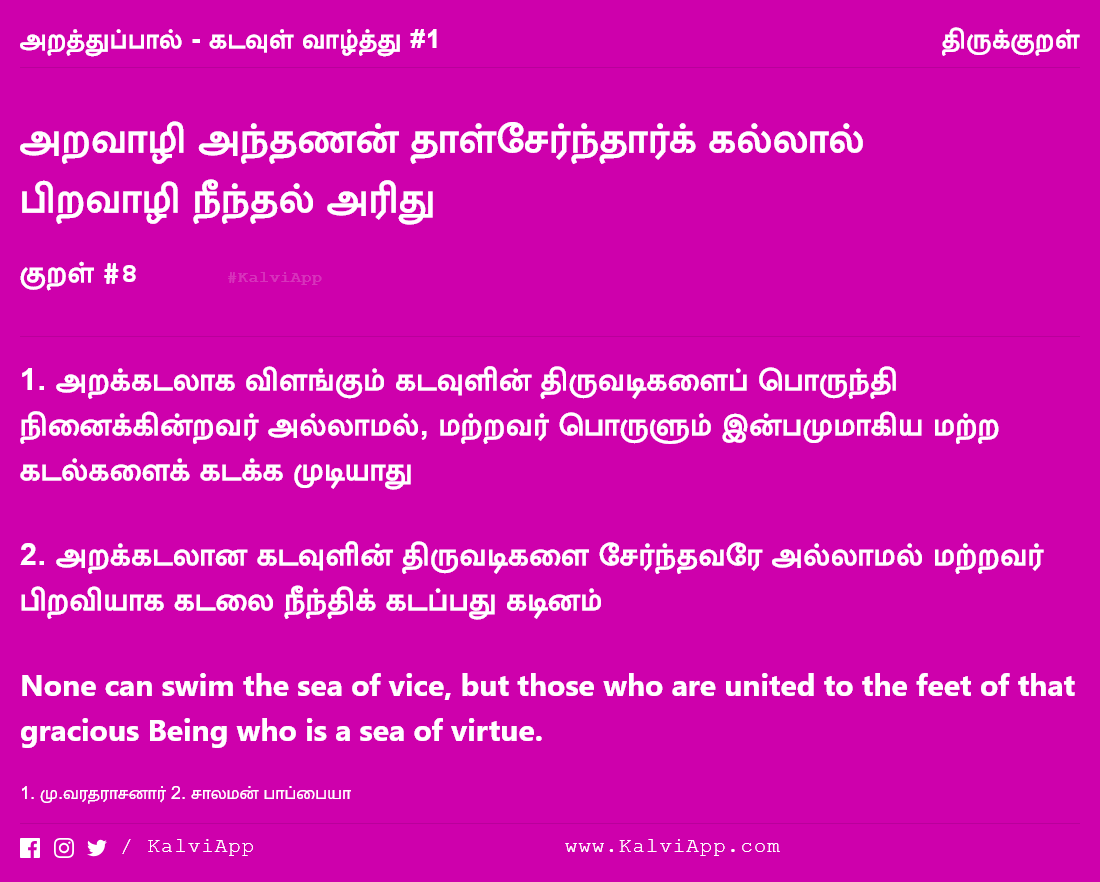 அறத்துப்பால் - கடவுள் வாழ்த்து #1
திருக்குறள்
அறவாழி அந்தணன் தாள்சேர்ந்தார்க் கல்லால்
பிறவாழி நீந்தல் அரிது
குறள் #8
#KalviApp
1. அறக்கடலாக விளங்கும் கடவுளின் திருவடிகளைப் பொருந்தி
நினைக்கின்றவர் அல்லாமல், மற்றவர் பொருளும் இன்பமுமாகிய மற்ற
கடல்களைக் கடக்க முடியாது
2. அறக்கடலான கடவுளின் திருவடிகளை சேர்ந்தவரே அல்லாமல் மற்றவர்
பிறவியாக கடலை நீந்திக் கடப்பது கடினம்
None can swim the sea of vice, but those who are united to the feet of that
gracious Being who is a sea of virtue.
1. மு.வரதராசனார் 2. சாலமன் பாப்பையா
/ KalviApp
www.KalviApp.com